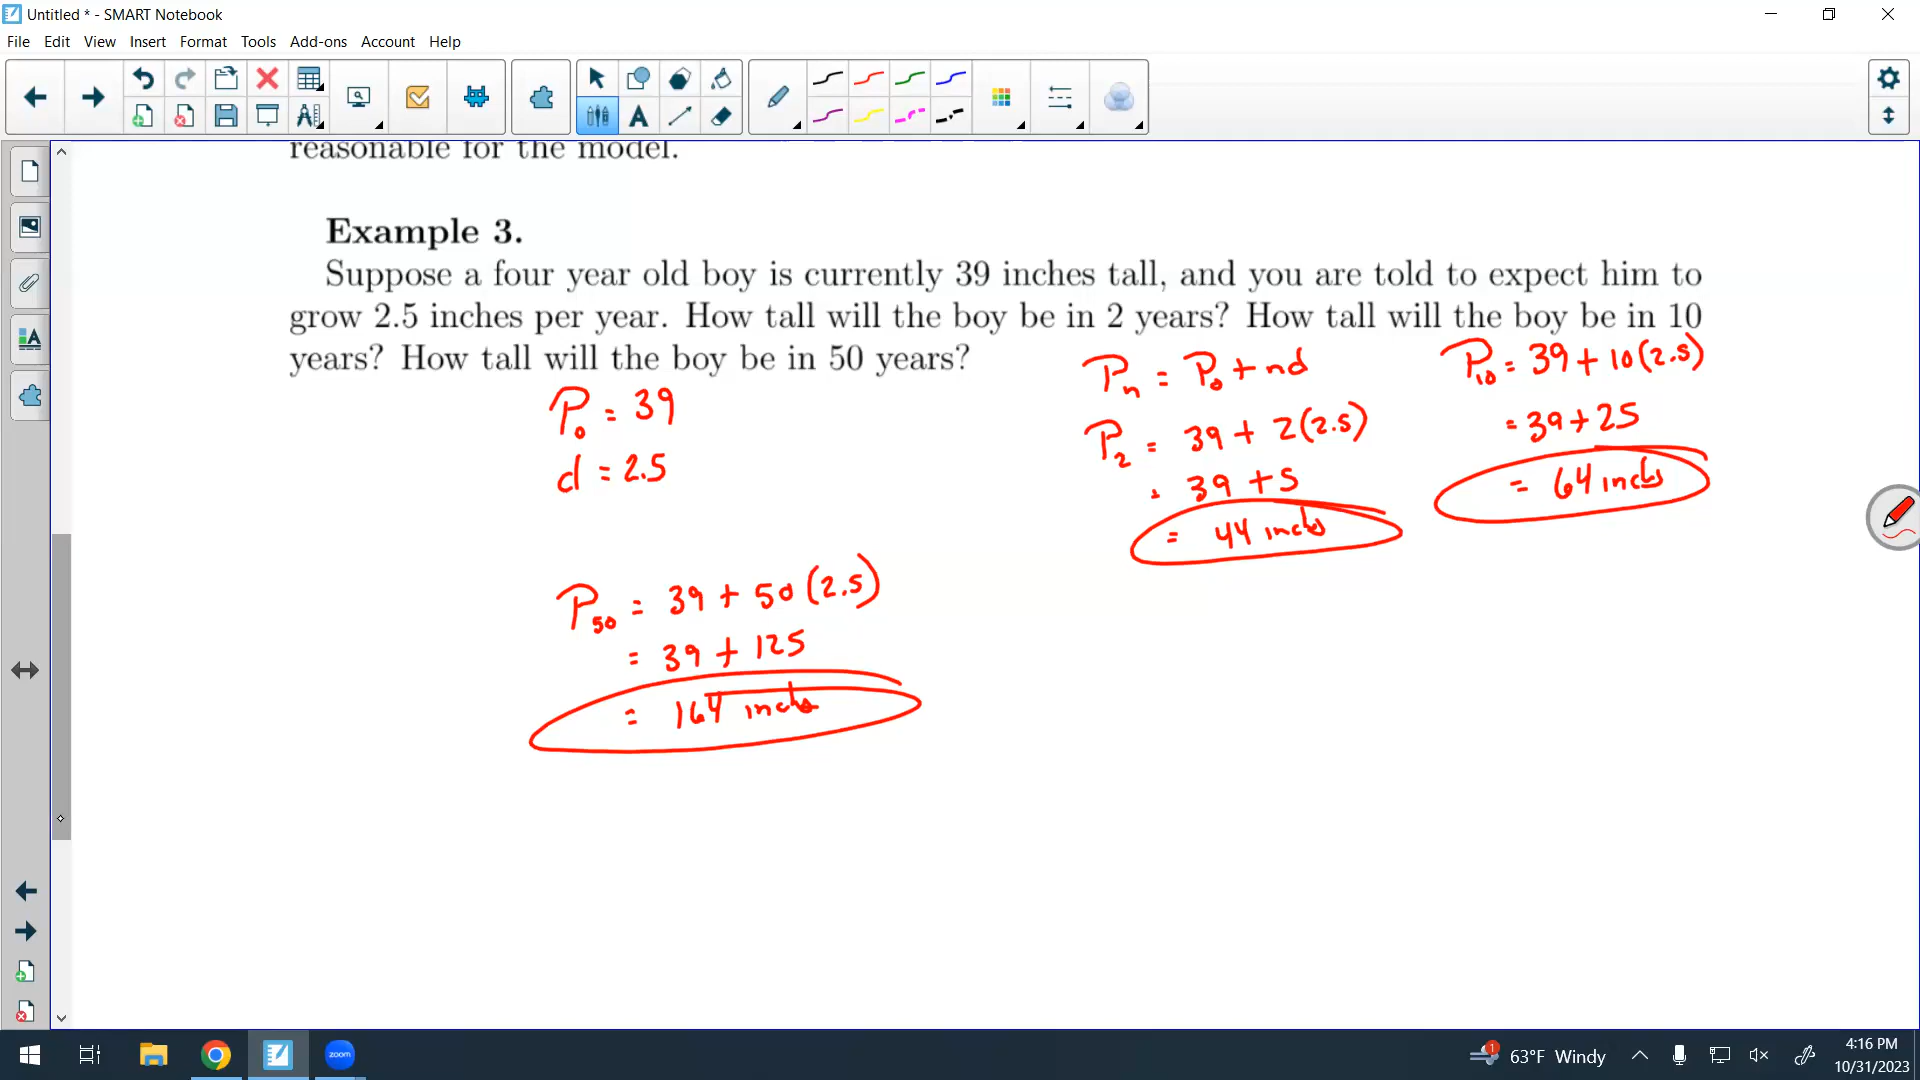 Untitled * - SMART Notebook
File Edit View Insert Format Tools Add-ons Account Help
reasonable for the model.
Example 3.
Suppose a four year old boy is currently 39 inches tall, and you are told to expect him to
grow 2.5 inches per year. How tall will the boy be in 2 years? How tall will the boy be in 10
years? How tall will the boy be in 50 years?
P₀ = 39
d = 2.5
Pₙ = P₀ + nd
P₂ = 39 + 2(2.5)
= 39 + 5
= 44 inches
P₁₀ = 39 + 10(2.5)
= 39 + 25
= 64 inches
P₅₀ = 39 + 50(2.5)
= 39 + 125
= 164 inches
zoom
1
63°F Windy
4:16 PM
10/31/2023